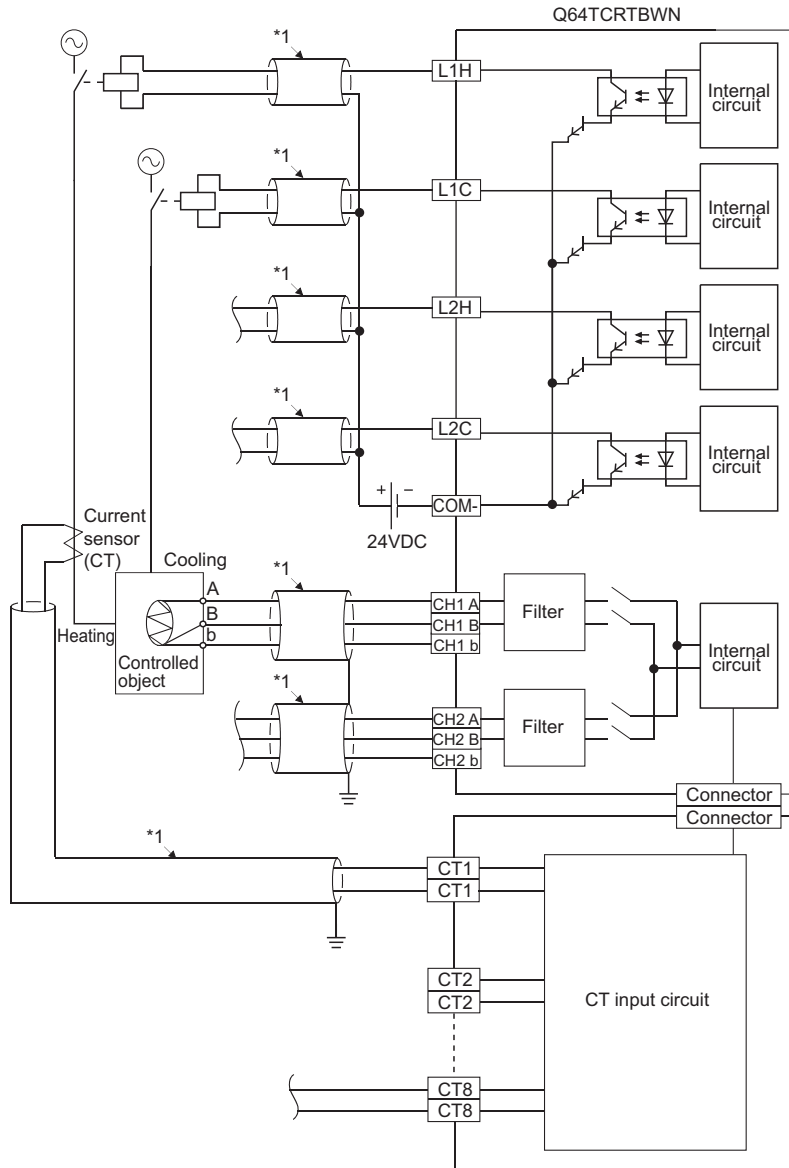 Q64TCRTBWN
*1
L1H
Internal
circuit
*1
L1C
Internal
circuit
*1
L2H
Internal
circuit
*1
L2C
Internal
circuit
+
−
COM-
24VDC
Current
sensor
(CT)
Cooling
Heating
A
B
b
Controlled
object
*1
CH1 A
CH1 B
CH1 b
Filter
Internal
circuit
*1
CH2 A
CH2 B
CH2 b
Filter
Connector
Connector
*1
CT1
CT1
CT2
CT2
CT input circuit
CT8
CT8